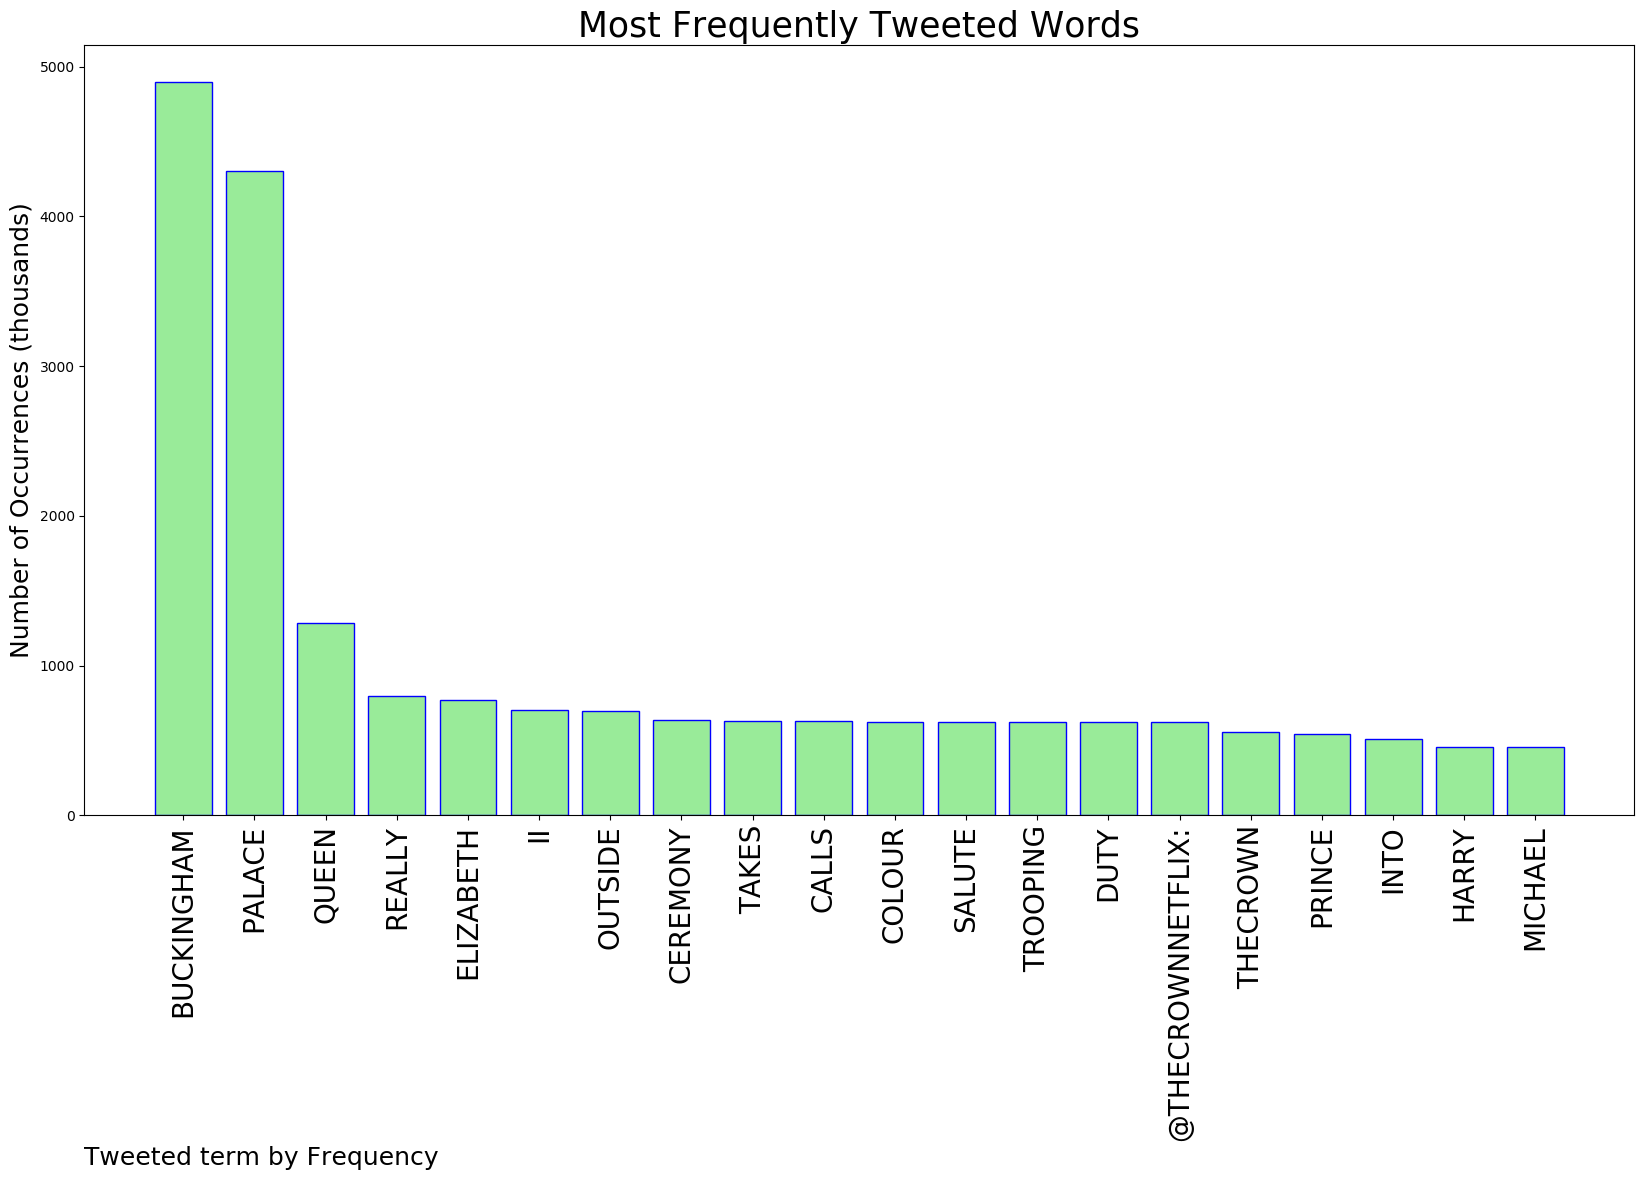 Most Frequently Tweeted Words
Number of Occurrences (thousands)
5000
4000
3000
2000
1000
0
BUCKINGHAM
PALACE
QUEEN
REALLY
ELIZABETH
III
OUTSIDE
CEREMONY
TAKES
CALLS
COLOUR
SALUTE
TROOPING
DUTY
@THECROWNNETFLIX:
THECROWN
PRINCE
INTO
HARRY
MICHAEL
Tweeted term by Frequency